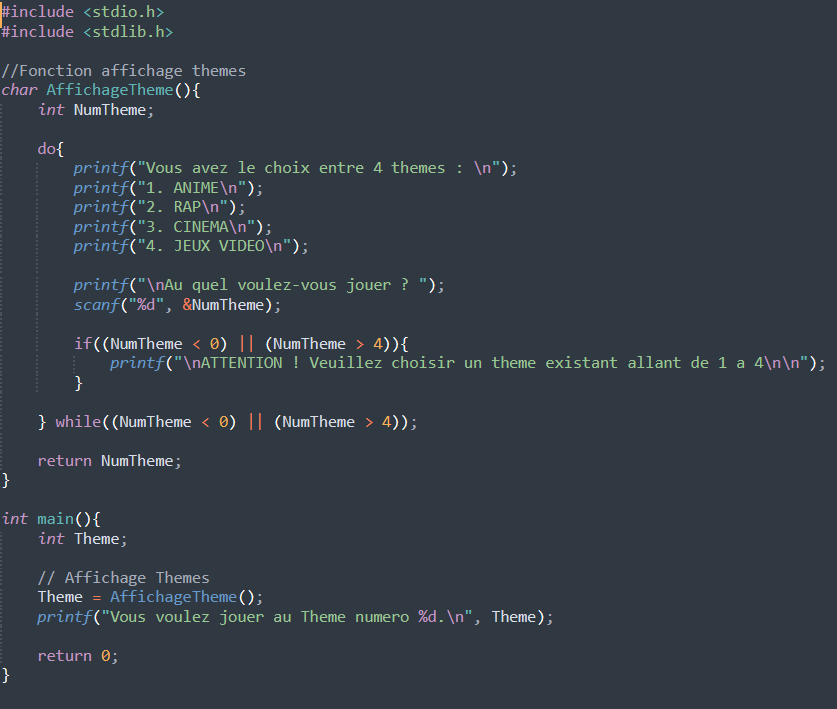 #include <stdio.h>
#include <stdlib.h>
//Fonction affichage themes
char AffichageTheme(){
int NumTheme;
do{
printf("Vous avez le choix entre 4 themes : \n");
printf("1. ANIME\n");
printf("2. RAP\n");
printf("3. CINEMA\n");
printf("4. JEUX VIDEO\n");
printf("\nAu quel voulez-vous jouer ? ");
scanf("%d", &NumTheme);
if((NumTheme < 0) || (NumTheme > 4)){
printf("\nATTENTION ! Veuillez choisir un theme existant allant de 1 a 4\n\n");
}
} while((NumTheme < 0) || (NumTheme > 4));
return NumTheme;
}
int main(){
int Theme;
// Affichage Themes
Theme = AffichageTheme();
printf("Vous voulez jouer au Theme numero %d.\n", Theme);
return 0;
}